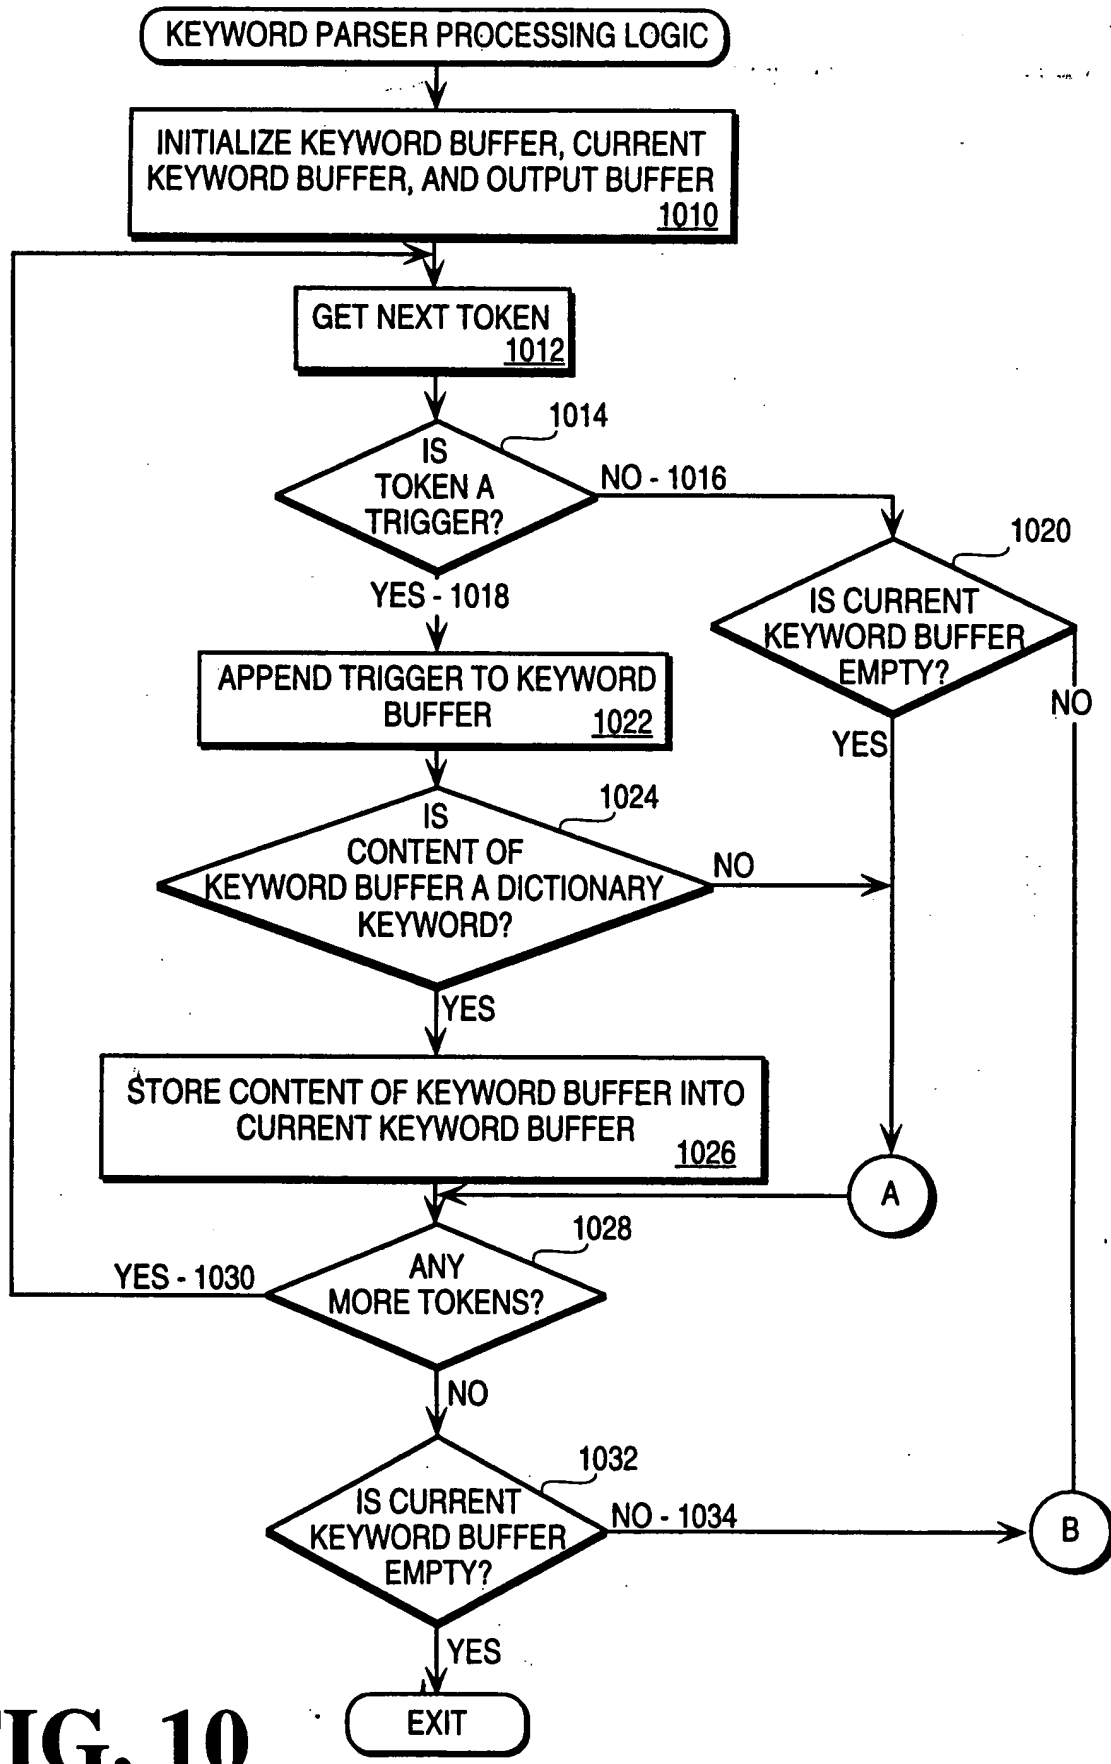 KEYWORD PARSER PROCESSING LOGIC
INITIALIZE KEYWORD BUFFER, CURRENT
KEYWORD BUFFER, AND OUTPUT BUFFER
1010
GET NEXT TOKEN
1012
1014
IS
TOKEN A
TRIGGER?
NO - 1016
1020
IS CURRENT
KEYWORD BUFFER
EMPTY?
YES - 1018
NO
YES
APPEND TRIGGER TO KEYWORD
BUFFER
1022
1024
IS
CONTENT OF
KEYWORD BUFFER A DICTIONARY
KEYWORD?
NO
YES
STORE CONTENT OF KEYWORD BUFFER INTO
CURRENT KEYWORD BUFFER
1026
A
1028
ANY
MORE TOKENS?
YES - 1030
NO
1032
IS CURRENT
KEYWORD BUFFER
EMPTY?
NO - 1034
B
YES
EXIT
FIG. 10